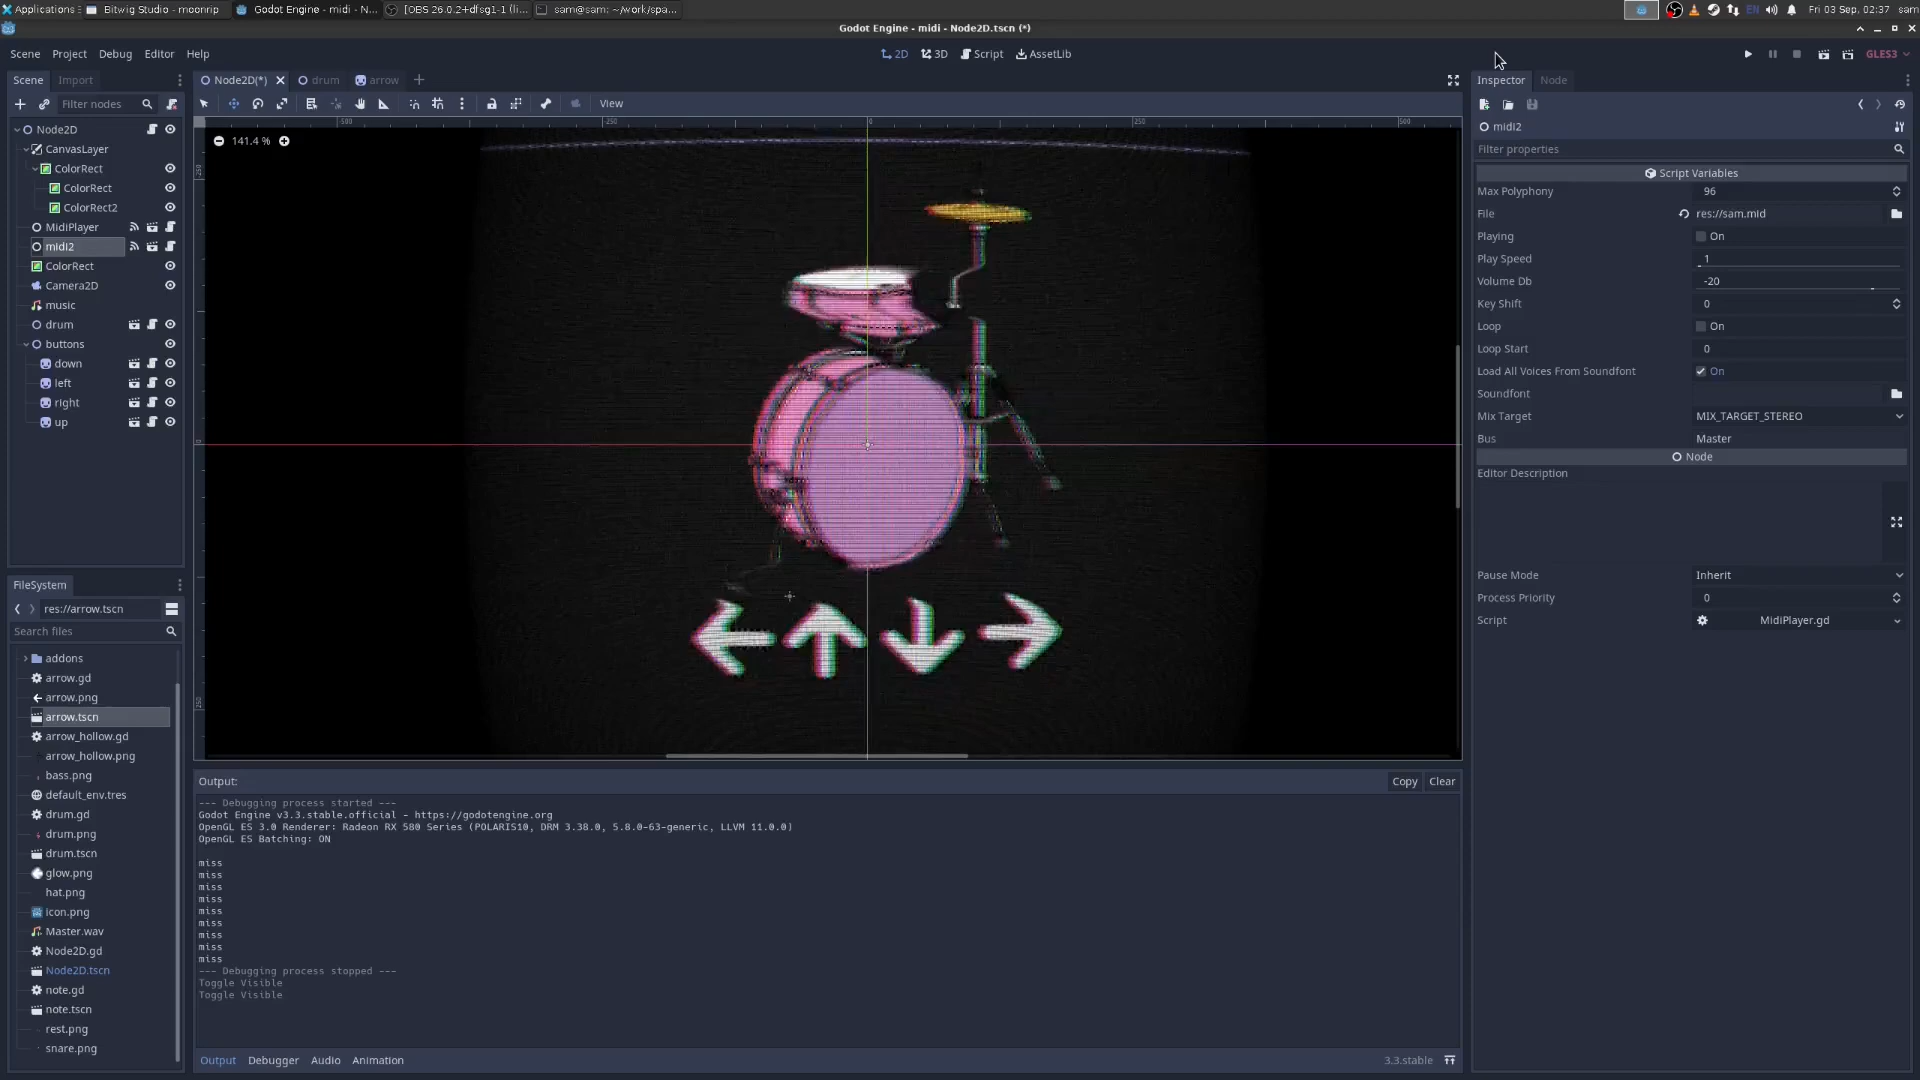 Applications
Bitwig Studio - moonrip
Godot Engine - midi - N...
[OBS 26.0.2+dfsg1-1 (li...
sam@sam: ~/work/spa...
EN
Fri 03 Sep, 02:37
sam
Godot Engine - midi - Node2D.tscn (*)
Scene Project Debug Editor Help
2D 3D Script AssetLib
GLES3
Scene Import
Node2D(*) drum arrow
Inspector Node
Filter nodes
View
midi2
141.4 %
Filter properties
Node2D
CanvasLayer
ColorRect
ColorRect
ColorRect2
MidiPlayer
midi2
ColorRect
Camera2D
music
drum
buttons
down
left
right
up
-500 -250 0 250 500
Script Variables
Max Polyphony 96
File res://sam.mid
Playing On
Play Speed 1
Volume Db -20
Key Shift 0
Loop On
Loop Start 0
Load All Voices From Soundfont On
Soundfont
Mix Target MIX_TARGET_STEREO
Bus Master
Node
Editor Description
Pause Mode Inherit
Process Priority 0
Script MidiPlayer.gd
FileSystem
res://arrow.tscn
Search files
addons
arrow.gd
arrow.png
arrow.tscn
arrow_hollow.gd
arrow_hollow.png
bass.png
default_env.tres
drum.gd
drum.png
drum.tscn
glow.png
hat.png
icon.png
Master.wav
Node2D.gd
Node2D.tscn
note.gd
note.tscn
rest.png
snare.png
Output:
Copy Clear
--- Debugging process started ---
Godot Engine v3.3.stable.official - https://godotengine.org
OpenGL ES 3.0 Renderer: Radeon RX 580 Series (POLARIS10, DRM 3.38.0, 5.8.0-63-generic, LLVM 11.0.0)
OpenGL ES Batching: ON
miss
miss
miss
miss
miss
miss
miss
miss
miss
--- Debugging process stopped ---
Toggle Visible
Toggle Visible
Output Debugger Audio Animation
3.3.stable